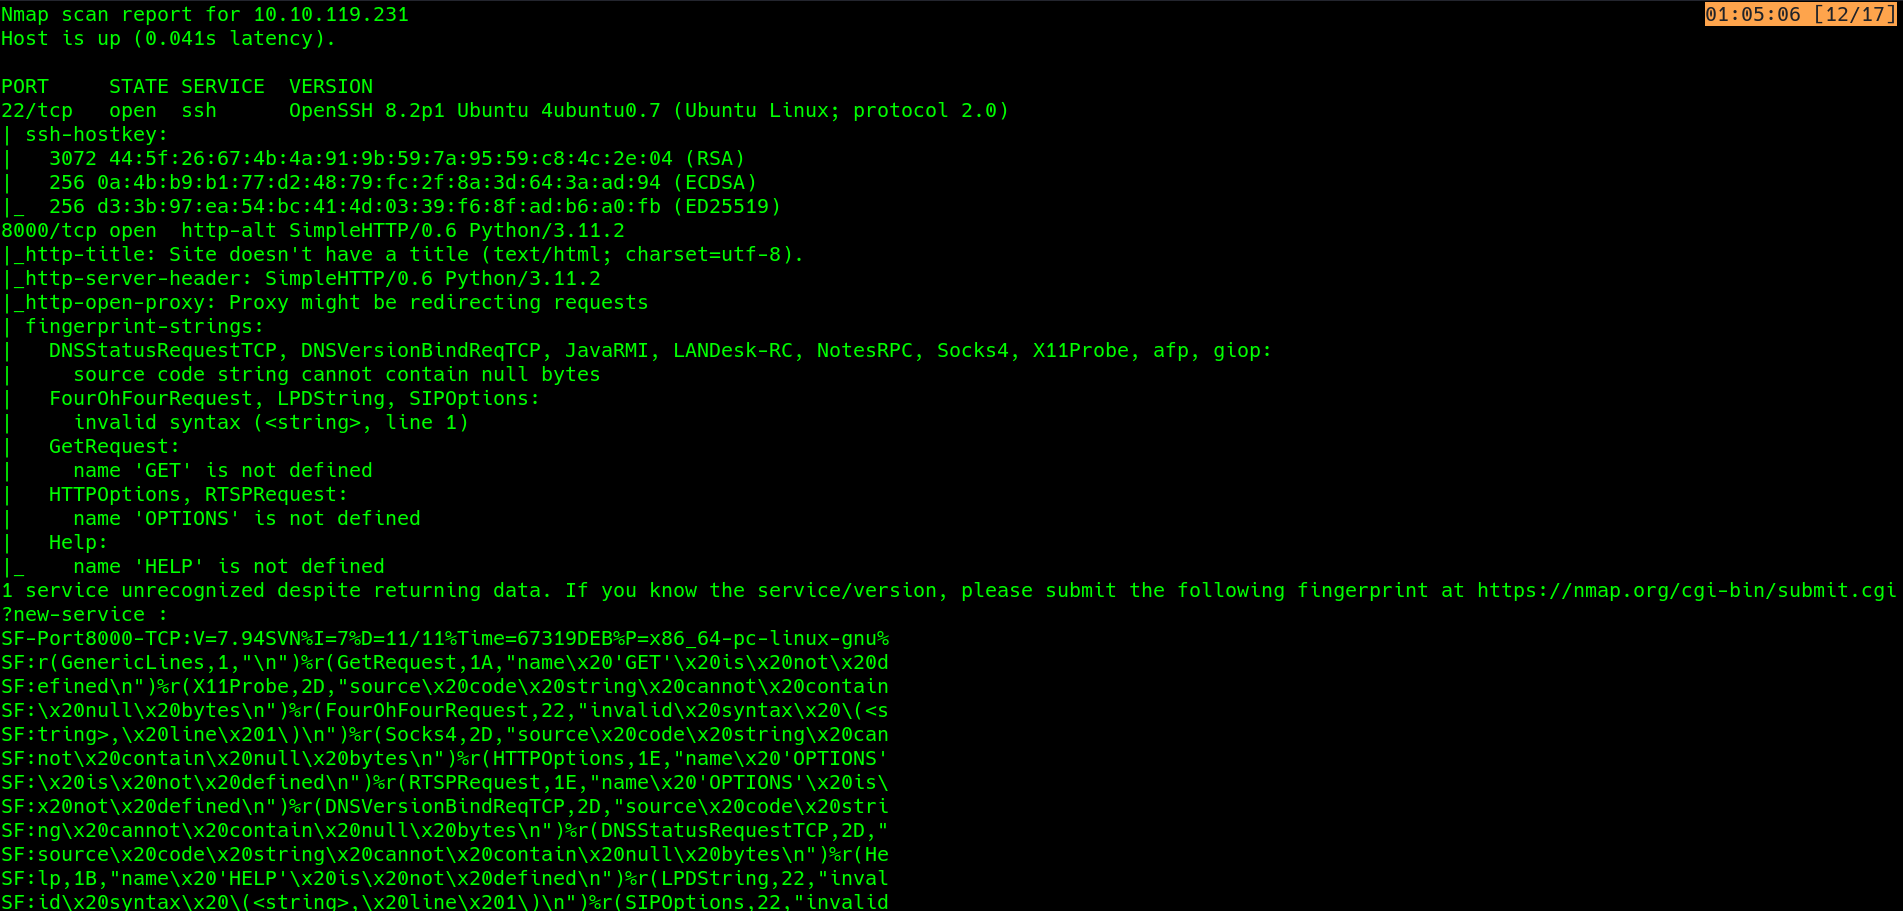 Nmap scan report for 10.10.119.231
01:05:06 [12/17]
Host is up (0.041s latency).
PORT     STATE SERVICE  VERSION
22/tcp   open  ssh      OpenSSH 8.2p1 Ubuntu 4ubuntu0.7 (Ubuntu Linux; protocol 2.0)
| ssh-hostkey:
|   3072 44:5f:26:67:4b:4a:91:9b:59:7a:95:59:c8:4c:2e:04 (RSA)
|   256 0a:4b:b9:b1:77:d2:48:79:fc:2f:8a:3d:64:3a:ad:94 (ECDSA)
|_  256 d3:3b:97:ea:54:bc:41:4d:03:39:f6:8f:ad:b6:a0:fb (ED25519)
8000/tcp open  http-alt SimpleHTTP/0.6 Python/3.11.2
|_http-title: Site doesn't have a title (text/html; charset=utf-8).
|_http-server-header: SimpleHTTP/0.6 Python/3.11.2
|_http-open-proxy: Proxy might be redirecting requests
| fingerprint-strings:
|   DNSStatusRequestTCP, DNSVersionBindReqTCP, JavaRMI, LANDesk-RC, NotesRPC, Socks4, X11Probe, afp, giop:
|     source code string cannot contain null bytes
|   FourOhFourRequest, LPDString, SIPOptions:
|     invalid syntax (<string>, line 1)
|   GetRequest:
|     name 'GET' is not defined
|   HTTPOptions, RTSPRequest:
|     name 'OPTIONS' is not defined
|   Help:
|_    name 'HELP' is not defined
1 service unrecognized despite returning data. If you know the service/version, please submit the following fingerprint at https://nmap.org/cgi-bin/submit.cgi
?new-service :
SF-Port8000-TCP:V=7.94SVN%I=7%D=11/11%Time=67319DEB%P=x86_64-pc-linux-gnu%
SF:r(GenericLines,1,"\n")%r(GetRequest,1A,"name\x20'GET'\x20is\x20not\x20d
SF:efined\n")%r(X11Probe,2D,"source\x20code\x20string\x20cannot\x20contain
SF:\x20null\x20bytes\n")%r(FourOhFourRequest,22,"invalid\x20syntax\x20\(<s
SF:tring>,\x20line\x201\)\n")%r(Socks4,2D,"source\x20code\x20string\x20can
SF:not\x20contain\x20null\x20bytes\n")%r(HTTPOptions,1E,"name\x20'OPTIONS'
SF:\x20is\x20not\x20defined\n")%r(RTSPRequest,1E,"name\x20'OPTIONS'\x20is\
SF:x20not\x20defined\n")%r(DNSVersionBindReqTCP,2D,"source\x20code\x20stri
SF:ng\x20cannot\x20contain\x20null\x20bytes\n")%r(DNSStatusRequestTCP,2D,"
SF:source\x20code\x20string\x20cannot\x20contain\x20null\x20bytes\n")%r(He
SF:lp,1B,"name\x20'HELP'\x20is\x20not\x20defined\n")%r(LPDString,22,"inval
SF:id\x20syntax\x20\(<string>,\x20line\x201\)\n")%r(SIPOptions,22,"invalid